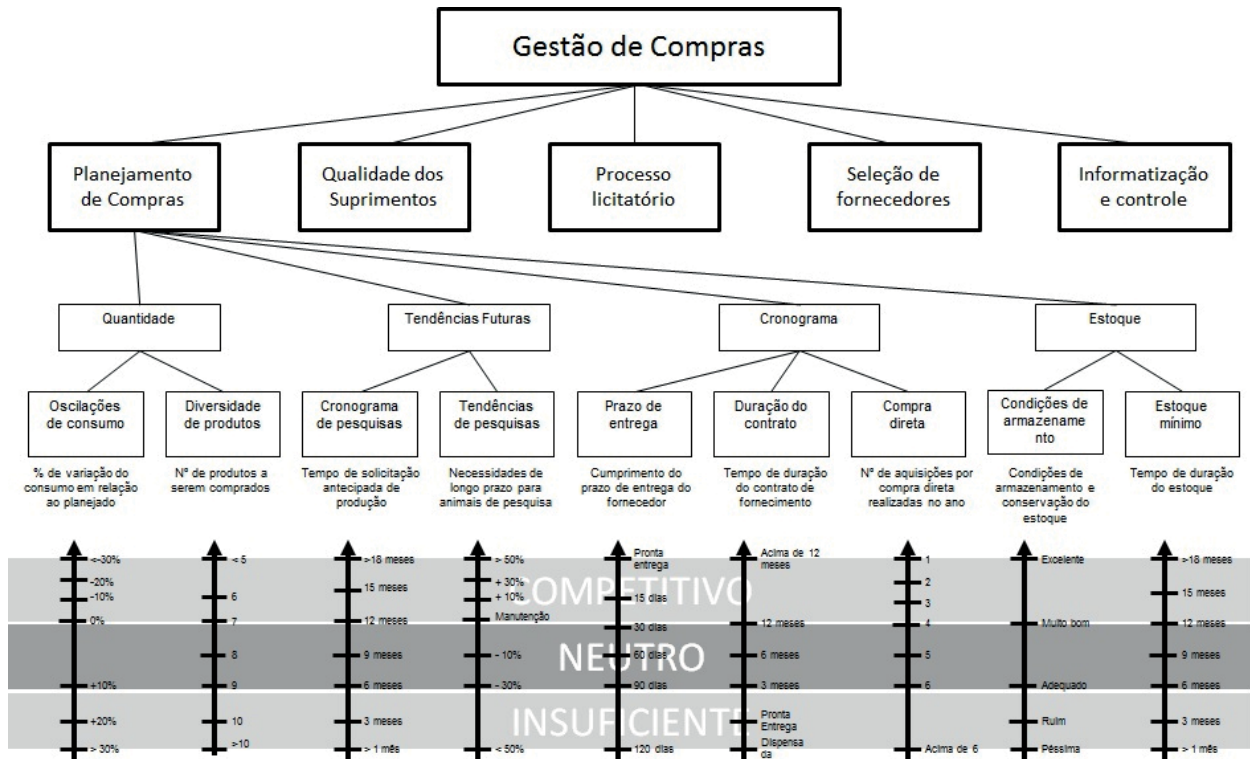 Gestão de Compras
Planejamento
de Compras
Qualidade dos
Suprimentos
Processo
licitatório
Seleção de
fornecedores
Informatização
e controle
Quantidade
Tendências Futuras
Cronograma
Estoque
Oscilações
de consumo
Diversidade
de produtos
Cronograma
de pesquisas
Tendências
de pesquisas
Prazo de
entrega
Duração do
contrato
Compra
direta
Condições de
armazename
nto
Estoque
mínimo
% de variação do
consumo em relação
ao planejado
Nº de produtos a
serem comprados
Tempo de solicitação
antecipada de
produção
Necessidades de
longo prazo para
animais de pesquisa
Cumprimento do
prazo de entrega do
fornecedor
Tempo de duração
do contrato de
fornecimento
Nº de aquisições por
compra direta
realizadas no ano
Condições de
armazenamento e
conservação do
estoque
Tempo de duração
do estoque
<-30%
-20%
-10%
0%
+10%
+20%
> 30%
< 5
6
7
8
9
10
>10
>18 meses
15 meses
12 meses
9 meses
6 meses
3 meses
> 1 mês
> 50%
+ 30%
+ 10%
Manutenção
- 10%
- 30%
< 50%
Pronta
entrega
15 dias
30 dias
60 dias
90 dias
120 dias
Acima de 12
meses
12 meses
6 meses
3 meses
Pronta
Entrega
Dispensa
da
1
2
3
4
5
6
Acima de 6
Excelente
Muito bom
Adequado
Ruim
Péssima
>18 meses
15 meses
12 meses
9 meses
6 meses
3 meses
> 1 mês
COMPETITIVO
NEUTRO
INSUFICIENTE